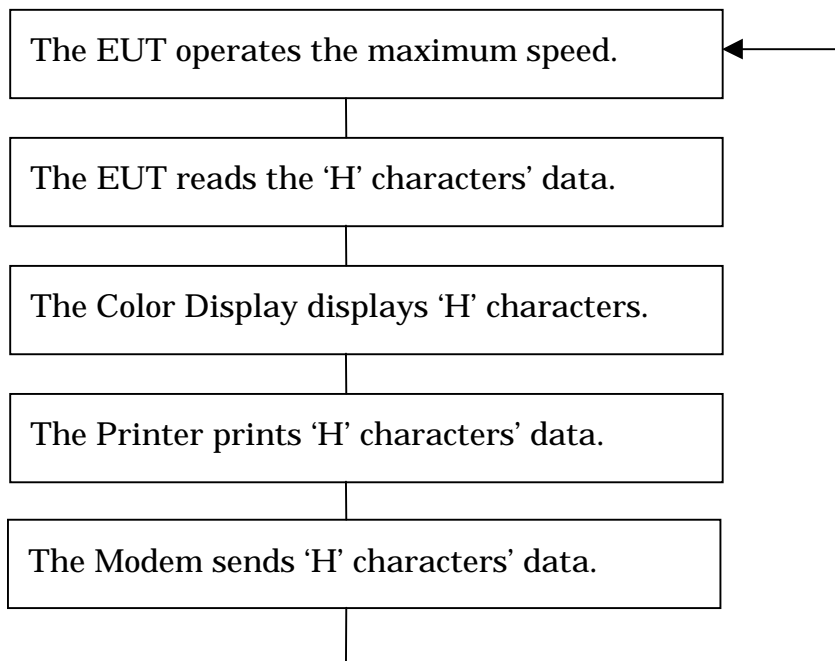 The EUT operates the maximum speed.
The EUT reads the ‘H’ characters’ data.
The Color Display displays ‘H’ characters.
The Printer prints ‘H’ characters’ data.
The Modem sends ‘H’ characters’ data.